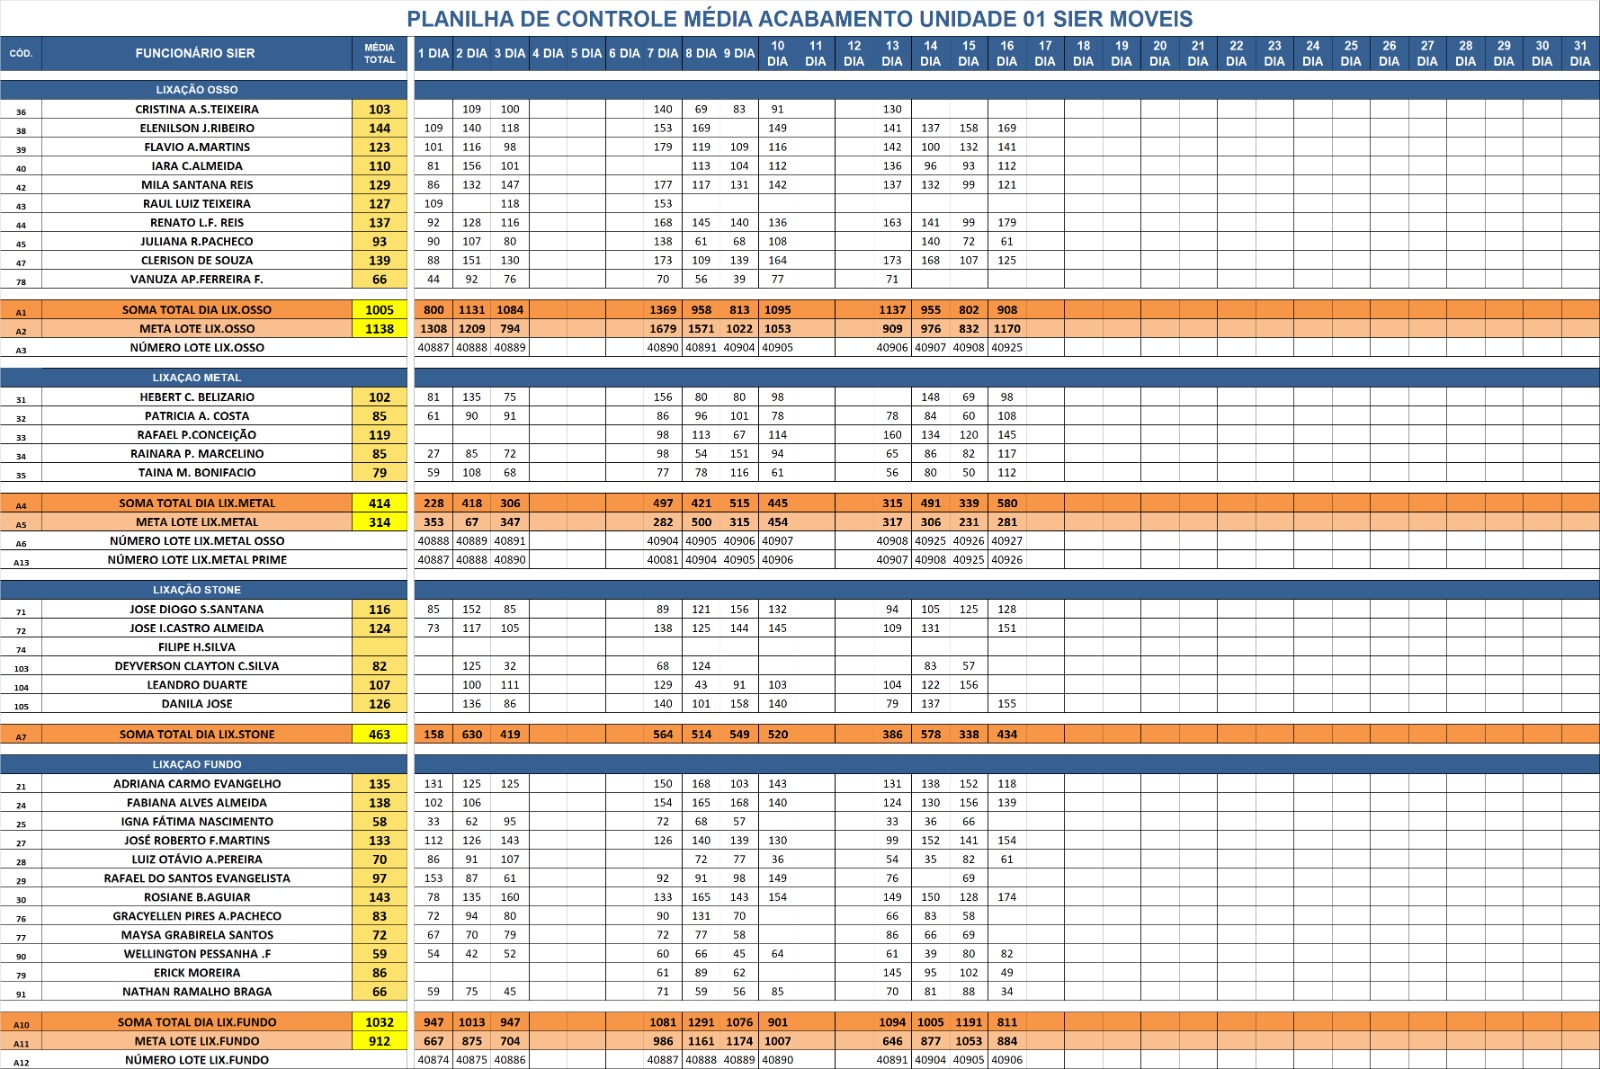 PLANILHA DE CONTROLE MÉDIA ACABAMENTO UNIDADE 01 SIER MOVEIS
CÓD. FUNCIONÁRIO SIER MÉDIA TOTAL 1 DIA 2 DIA 3 DIA 4 DIA 5 DIA 6 DIA 7 DIA 8 DIA 9 DIA 10 DIA 11 DIA 12 DIA 13 DIA 14 DIA 15 DIA 16 DIA 17 DIA 18 DIA 19 DIA 20 DIA 21 DIA 22 DIA 23 DIA 24 DIA 25 DIA 26 DIA 27 DIA 28 DIA 29 DIA 30 DIA 31 DIA
LIXAÇÃO OSSO
36 CRISTINA A.S.TEIXEIRA 103 109 100 140 69 83 91 130
38 ELENILSON J.RIBEIRO 144 109 140 118 153 169 149 141 137 158 169
39 FLAVIO A.MARTINS 123 101 116 98 179 119 109 116 142 100 132 141
40 IARA C.ALMEIDA 110 81 156 101 113 104 112 136 96 93 112
42 MILA SANTANA REIS 129 86 132 147 177 117 131 142 137 132 99 121
43 RAUL LUIZ TEIXEIRA 127 109 118 153
44 RENATO L.F. REIS 137 92 128 116 168 145 140 136 163 141 99 179
45 JULIANA R.PACHECO 93 90 107 80 138 61 68 108 140 72 61
47 CLERISON DE SOUZA 139 88 151 130 173 109 139 164 173 168 107 125
78 VANUZA AP.FERREIRA F. 66 44 92 76 70 56 39 77 71
A1 SOMA TOTAL DIA LIX.OSSO 1005 800 1131 1084 1369 958 813 1095 1137 955 802 908
A2 META LOTE LIX.OSSO 1138 1308 1209 794 1679 1571 1022 1053 909 976 832 1170
A3 NÚMERO LOTE LIX.OSSO 40887 40888 40889 40890 40891 40904 40905 40906 40907 40908 40925
LIXAÇAO METAL
31 HEBERT C. BELIZARIO 102 81 135 75 156 80 80 98 148 69 98
32 PATRICIA A. COSTA 85 61 90 91 86 96 101 78 78 84 60 108
33 RAFAEL P.CONCEIÇÃO 119 98 113 67 114 160 134 120 145
34 RAINARA P. MARCELINO 85 27 85 72 98 54 151 94 65 86 82 117
35 TAINA M. BONIFACIO 79 59 108 68 77 78 116 61 56 80 50 112
A4 SOMA TOTAL DIA LIX.METAL 414 228 418 306 497 421 515 445 315 491 339 580
A5 META LOTE LIX.METAL 314 353 67 347 282 500 315 454 317 306 231 281
A6 NÚMERO LOTE LIX.METAL OSSO 40888 40889 40891 40904 40905 40906 40907 40908 40925 40926 40927
A13 NÚMERO LOTE LIX.METAL PRIME 40887 40888 40890 40081 40904 40905 40906 40907 40908 40925 40926
LIXAÇÃO STONE
71 JOSE DIOGO S.SANTANA 116 85 152 85 89 121 156 132 94 105 125 128
72 JOSE I.CASTRO ALMEIDA 124 73 117 105 138 125 144 145 109 131 151
74 FILIPE H.SILVA
103 DEYVERSON CLAYTON C.SILVA 82 125 32 68 124 83 57
104 LEANDRO DUARTE 107 100 111 129 43 91 103 104 122 156
105 DANILA JOSE 126 136 86 140 101 158 140 79 137 155
A7 SOMA TOTAL DIA LIX.STONE 463 158 630 419 564 514 549 520 386 578 338 434
LIXAÇAO FUNDO
21 ADRIANA CARMO EVANGELHO 135 131 125 125 150 168 103 143 131 138 152 118
24 FABIANA ALVES ALMEIDA 138 102 106 154 165 168 140 124 130 156 139
25 IGNA FÁTIMA NASCIMENTO 58 33 62 95 72 68 57 33 36 66
27 JOSÉ ROBERTO F.MARTINS 133 112 126 143 126 140 139 130 99 152 141 154
28 LUIZ OTÁVIO A.PEREIRA 70 86 91 107 72 77 36 54 35 82 61
29 RAFAEL DO SANTOS EVANGELISTA 97 153 87 61 92 91 98 149 76 69
30 ROSIANE B.AGUIAR 143 78 135 160 133 165 143 154 149 150 128 174
76 GRACYELLEN PIRES A.PACHECO 83 72 94 80 90 131 70 66 83 58
77 MAYSA GRABIRELA SANTOS 72 67 70 79 72 77 58 86 66 69
90 WELLINGTON PESSANHA .F 59 54 42 52 60 66 45 64 61 39 80 82
79 ERICK MOREIRA 86 61 89 62 145 95 102 49
91 NATHAN RAMALHO BRAGA 66 59 75 45 71 59 56 85 70 81 88 34
A10 SOMA TOTAL DIA LIX.FUNDO 1032 947 1013 947 1081 1291 1076 901 1094 1005 1191 811
A11 META LOTE LIX.FUNDO 912 667 875 704 986 1161 1174 1007 646 877 1053 884
A12 NÚMERO LOTE LIX.FUNDO 40874 40875 40886 40887 40888 40889 40890 40891 40904 40905 40906